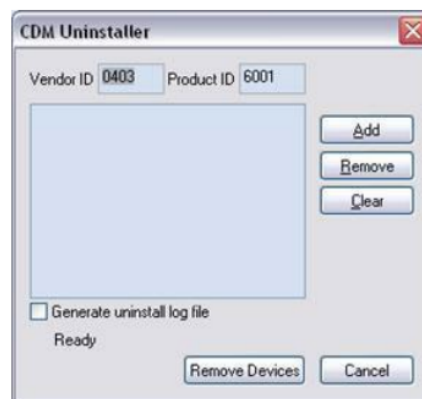 CDM Uninstaller
Vendor ID 0403 Product ID 6001
Add
Remove
Clear
Generate uninstall log file
Ready
Remove Devices Cancel